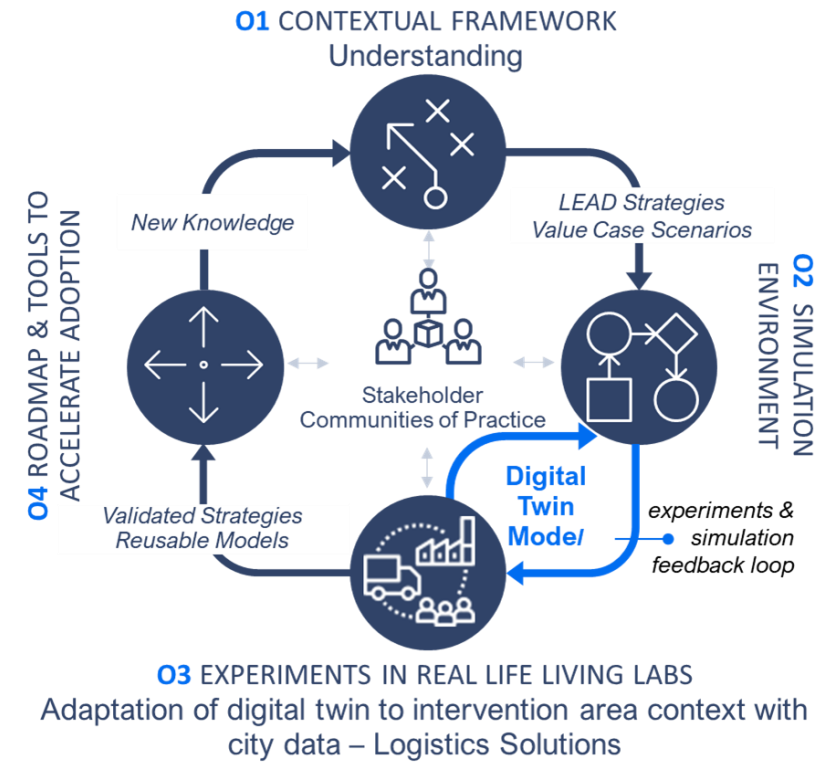 O1 CONTEXTUAL FRAMEWORK
Understanding
LEAD Strategies
Value Case Scenarios
O2 SIMULATION
ENVIRONMENT
New Knowledge
O4 ROADMAP & TOOLS TO
ACCELERATE ADOPTION
Stakeholder
Communities of Practice
Digital
Twin
Model
experiments &
simulation
feedback loop
Validated Strategies
Reusable Models
O3 EXPERIMENTS IN REAL LIFE LIVING LABS
Adaptation of digital twin to intervention area context with
city data – Logistics Solutions